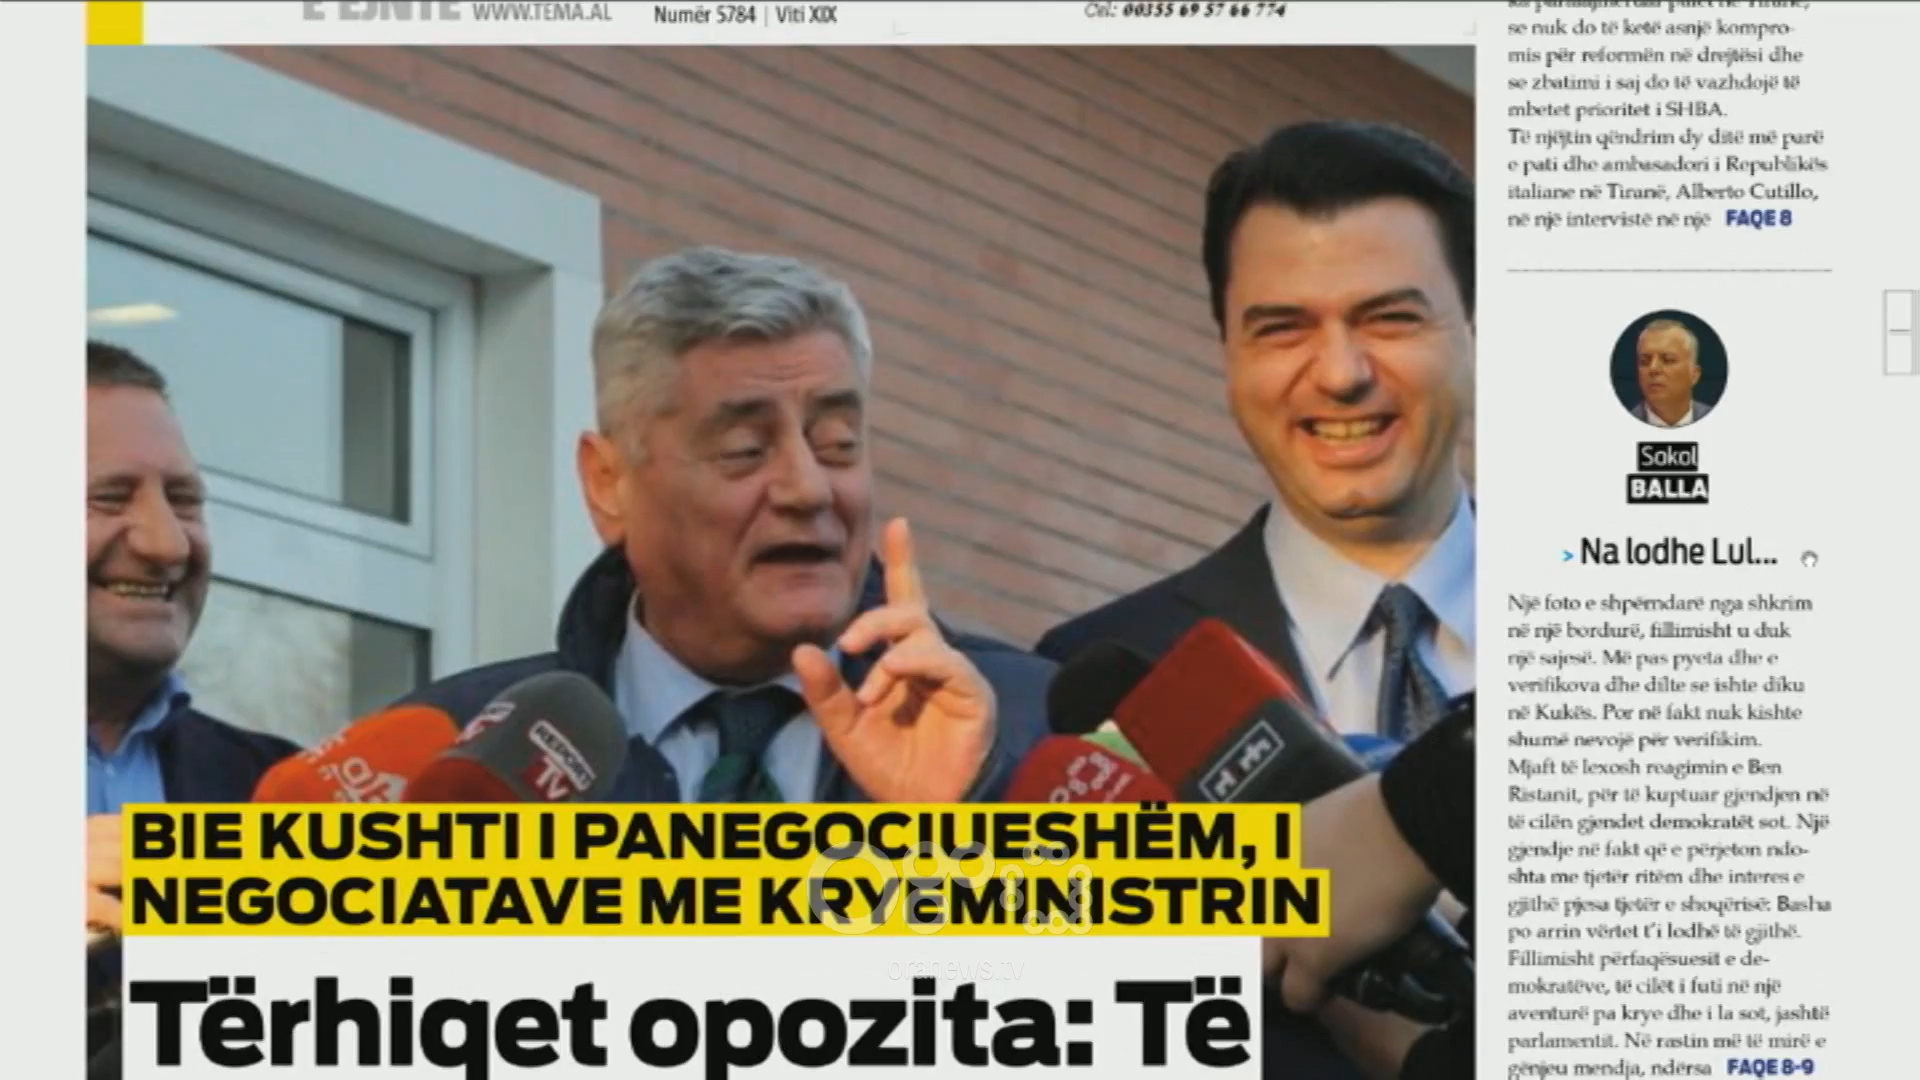 E EJNTE WWW.TEMA.AL
Numër 5784 | Viti XIX
Cel: 00355 69 57 66 774
se nuk do të ketë asnjë kompro-
mis për reformën në drejtësi dhe
se zbatimi i saj do të vazhdojë të
mbetet prioritet i SHBA.
Të njëjtin qëndrim dy ditë më parë
e pati dhe ambasadori i Republikës
italiane në Tiranë, Alberto Cutillo,
në një intervistë në një FAQE 8
Sokol
BALLA
> Na lodhe Lul...
Një foto e shpërndarë nga shkrim
në një bordurë, fillimisht u duk
një sajesë. Më pas pyeta dhe e
verifikova dhe dilte se ishte diku
në Kukës. Por në fakt nuk kishte
shumë nevojë për verifikim.
Mjaft të lexosh reagimin e Ben
Ristanit, për të kuptuar gjendjen në
të cilën gjendet demokratët sot. Një
gjendje në fakt që e përjeton ndo-
shta me tjetër ritëm dhe interes e
gjithë pjesa tjetër e shoqërisë: Basha
po arrin vërtet t'i lodhë të gjithë.
Fillimisht përfaqësuesit e de-
mokratëve, të cilët i futi në një
aventurë pa krye dhe i la sot, jashtë
parlamentit. Në rastin më të mirë e
gënjeu mendja, ndërsa FAQE 8-9
REPORT
TV
BIE KUSHTI I PANEGOCIUESHËM, I
NEGOCIATAVE ME KRYEMINISTRIN
oranews.tv
Tërhiqet opozita: Të